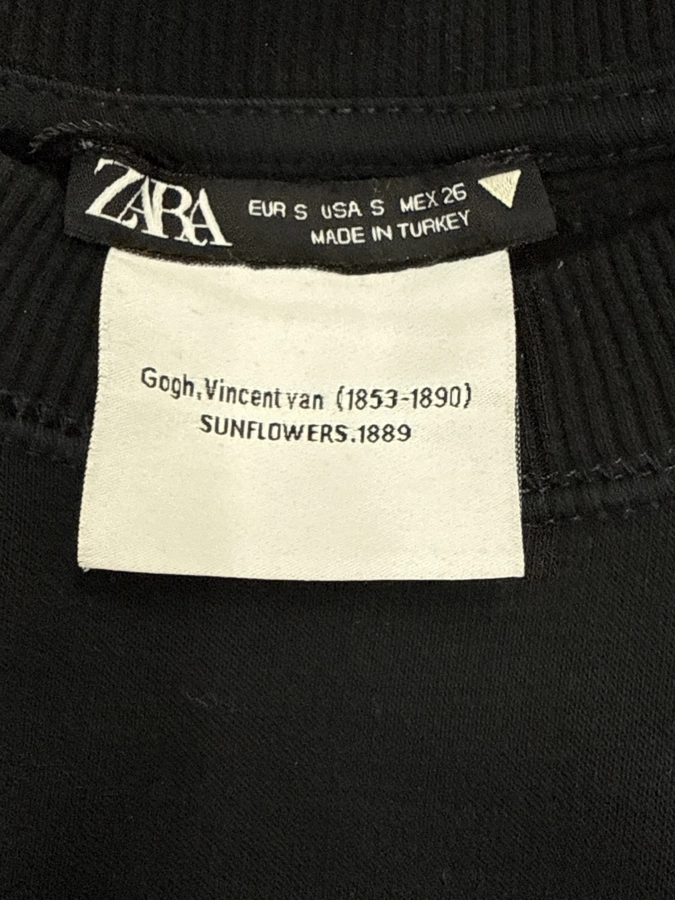 ZARA
EUR S USA S MEX 26
MADE IN TURKEY
Gogh,Vincent van (1853-1890)
SUNFLOWERS.1889